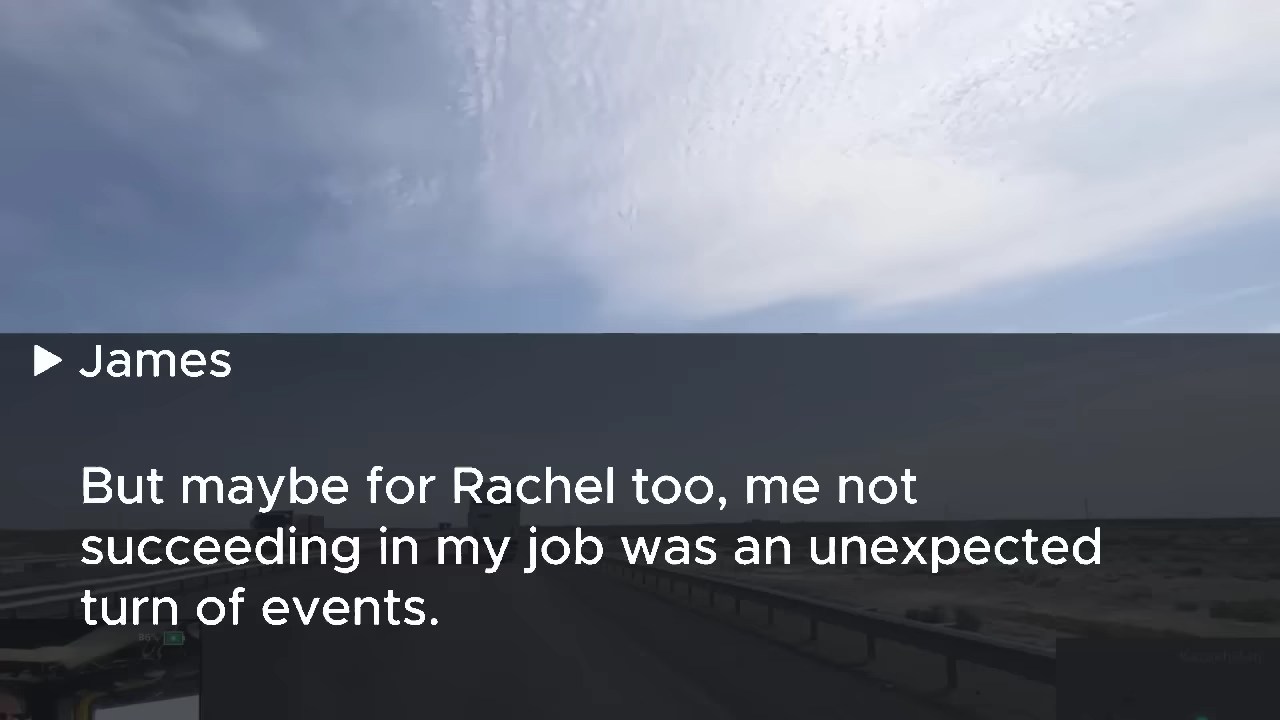 James
But maybe for Rachel too, me not
succeeding in my job was an unexpected
turn of events.